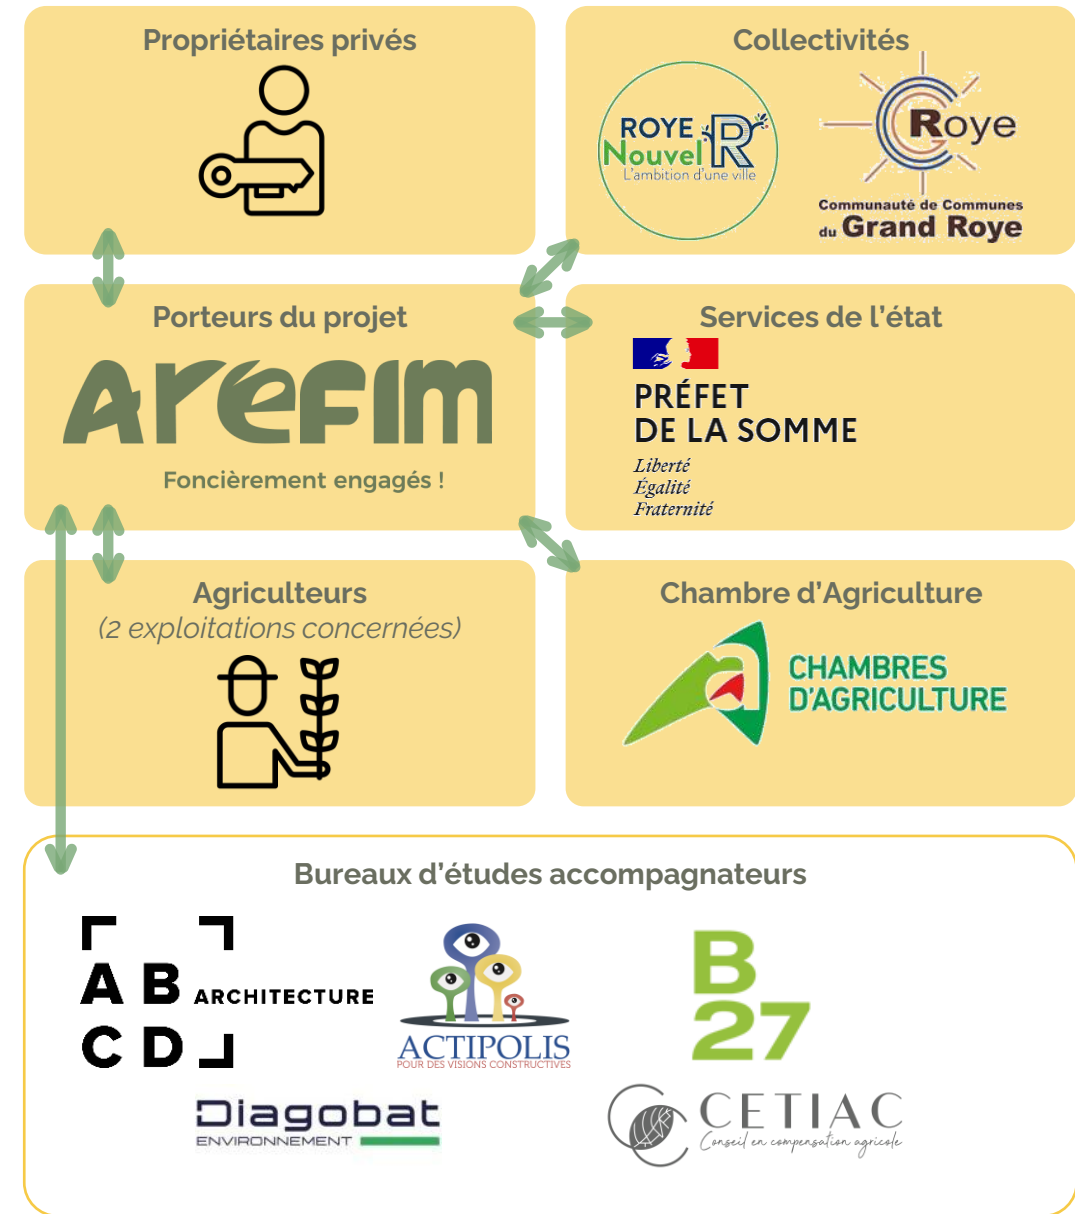 Propriétaires privés
Collectivités
ROYE
Nouvel R
L'ambition d'une ville
Roye
Communauté de Communes
du Grand Roye
Porteurs du projet
Aréfim
Foncièrement engagés !
Services de l'état
PRÉFET
DE LA SOMME
Liberté
Égalité
Fraternité
Agriculteurs
(2 exploitations concernées)
Chambre d'Agriculture
a
CHAMBRES
D'AGRICULTURE
Bureaux d'études accompagnateurs
A B ARCHITECTURE
C D
ACTIPOLIS
POUR DES VISIONS CONSTRUCTIVES
B
27
Diagobat
ENVIRONNEMENT
CETIAC
Conseil en compensation agricole